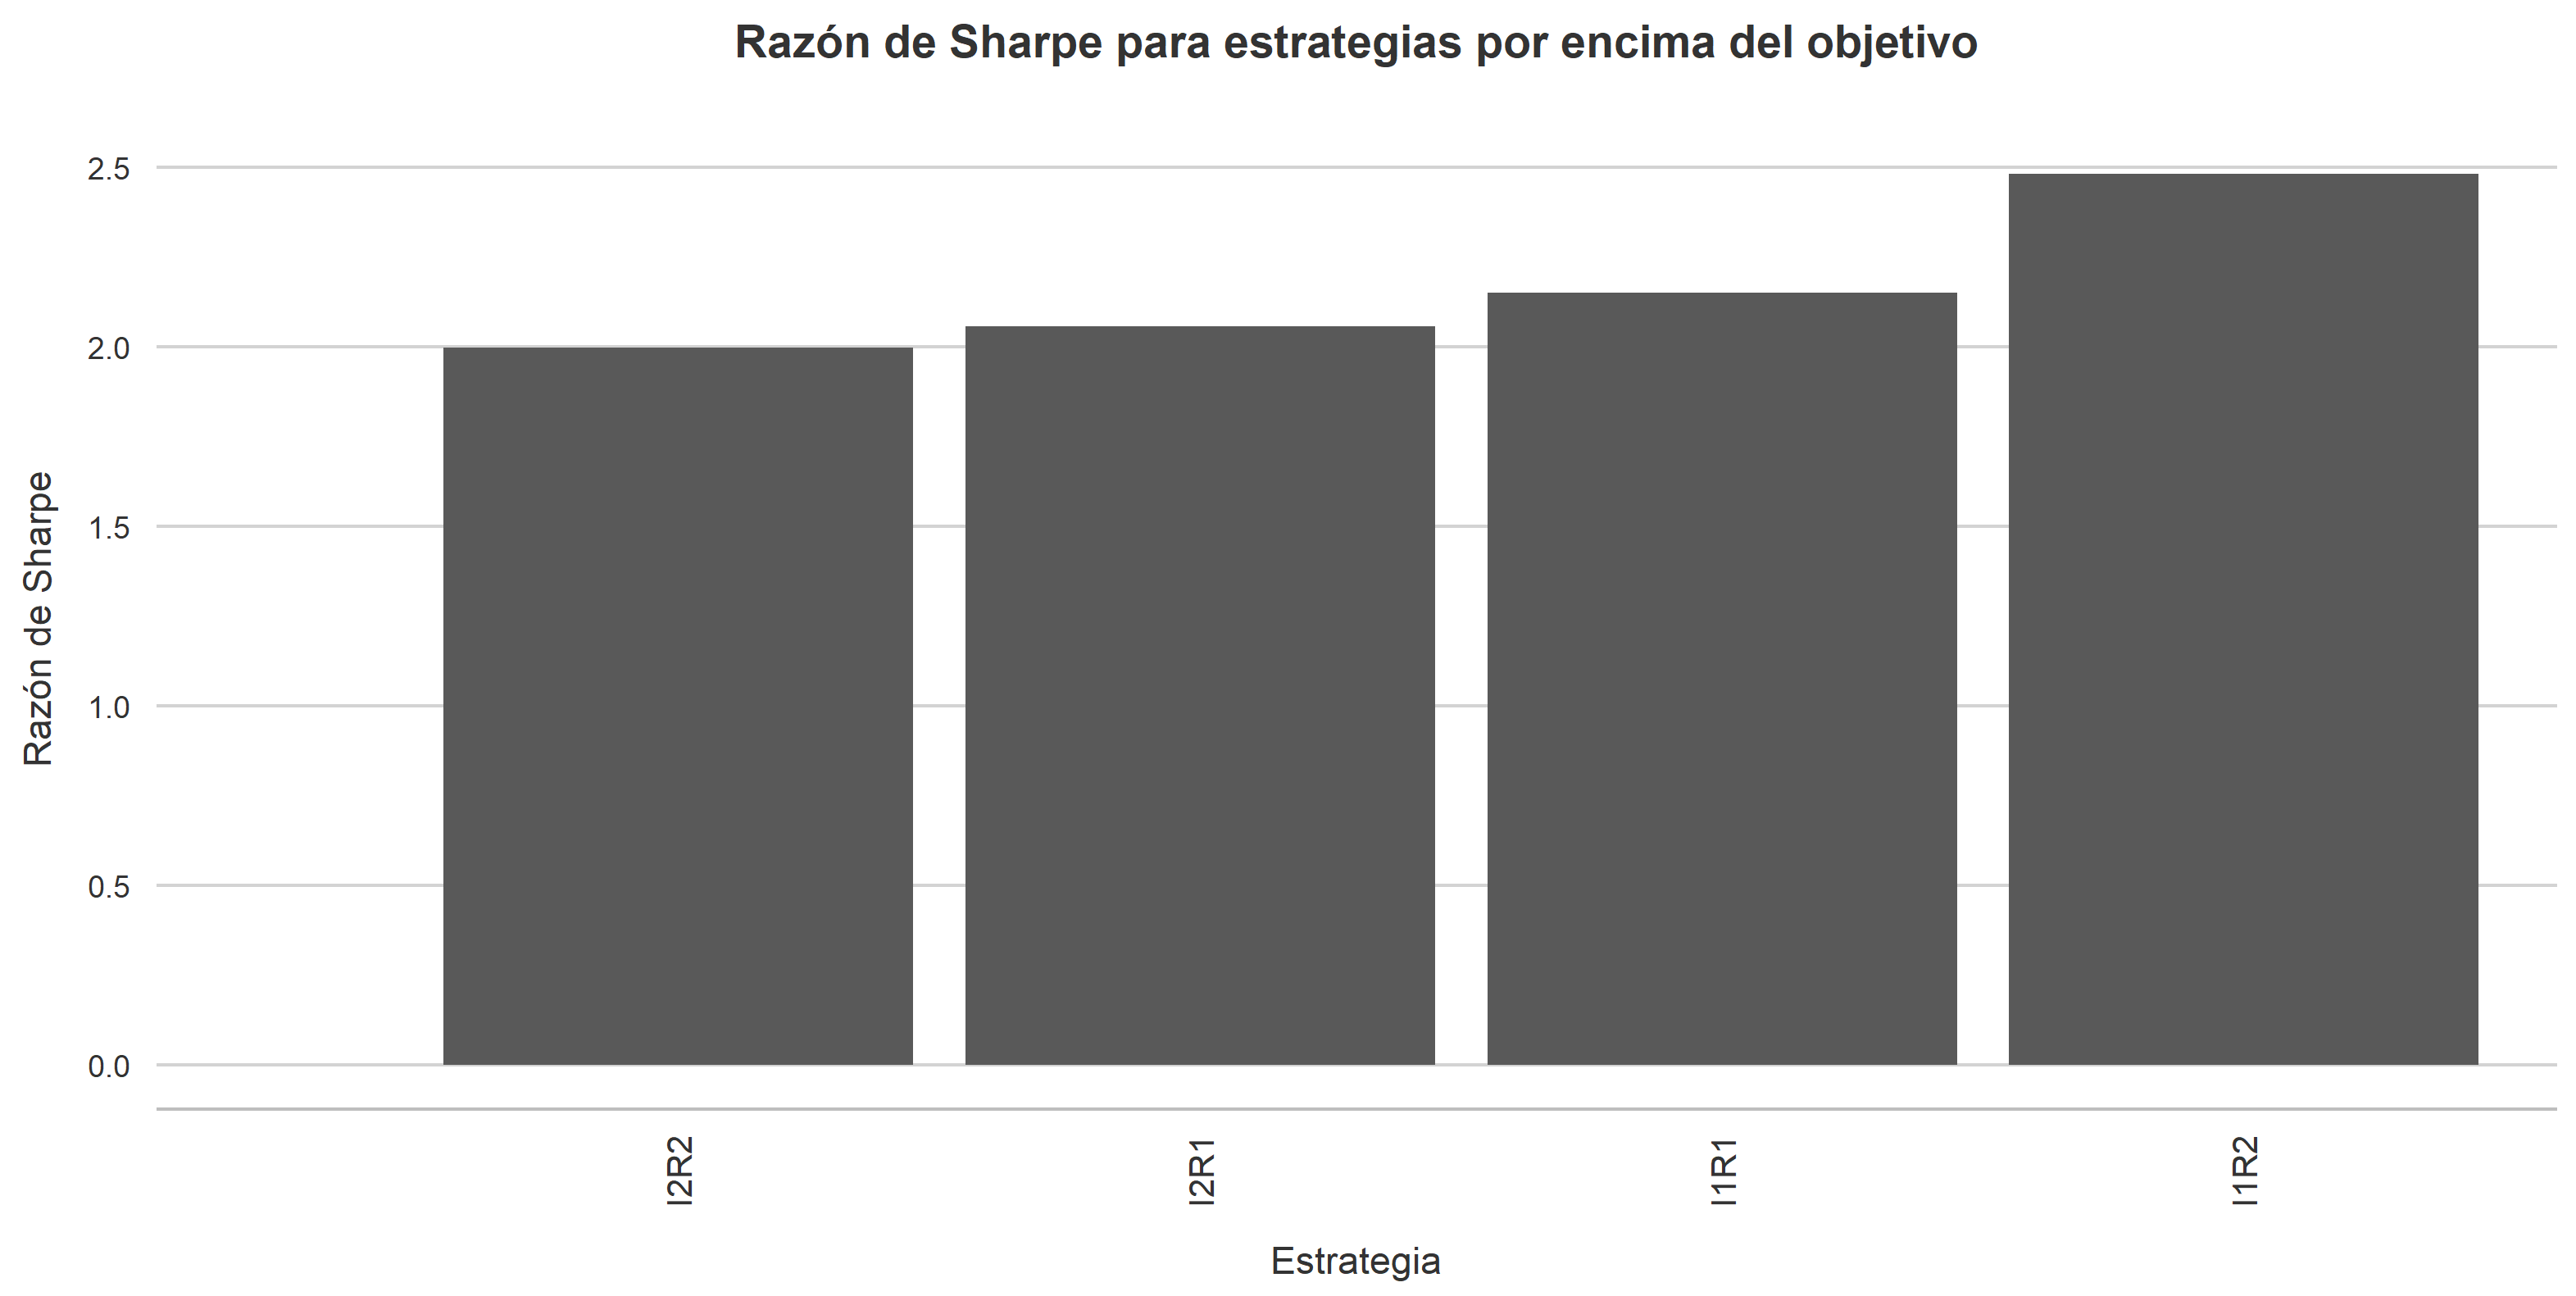 Razón de Sharpe para estrategias por encima del objetivo
2.5
2.0
1.5
1.0
0.5
0.0
Razón de Sharpe
I2R2
I2R1
I1R1
I1R2
Estrategia